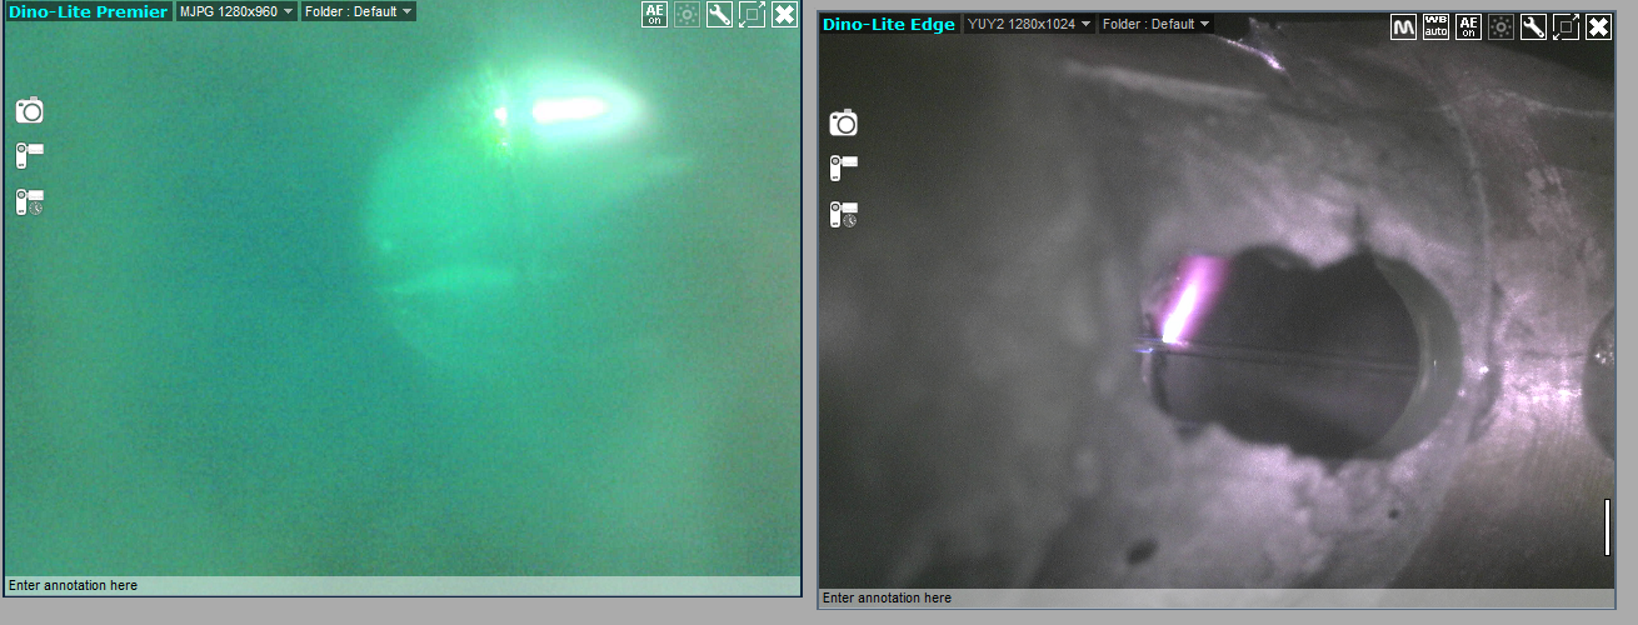 Dino-Lite Premier MJPG 1280x960 Folder : Default AE on
Enter annotation here
Dino-Lite Edge YUY2 1280x1024 Folder : Default M WB auto AE on
Enter annotation here